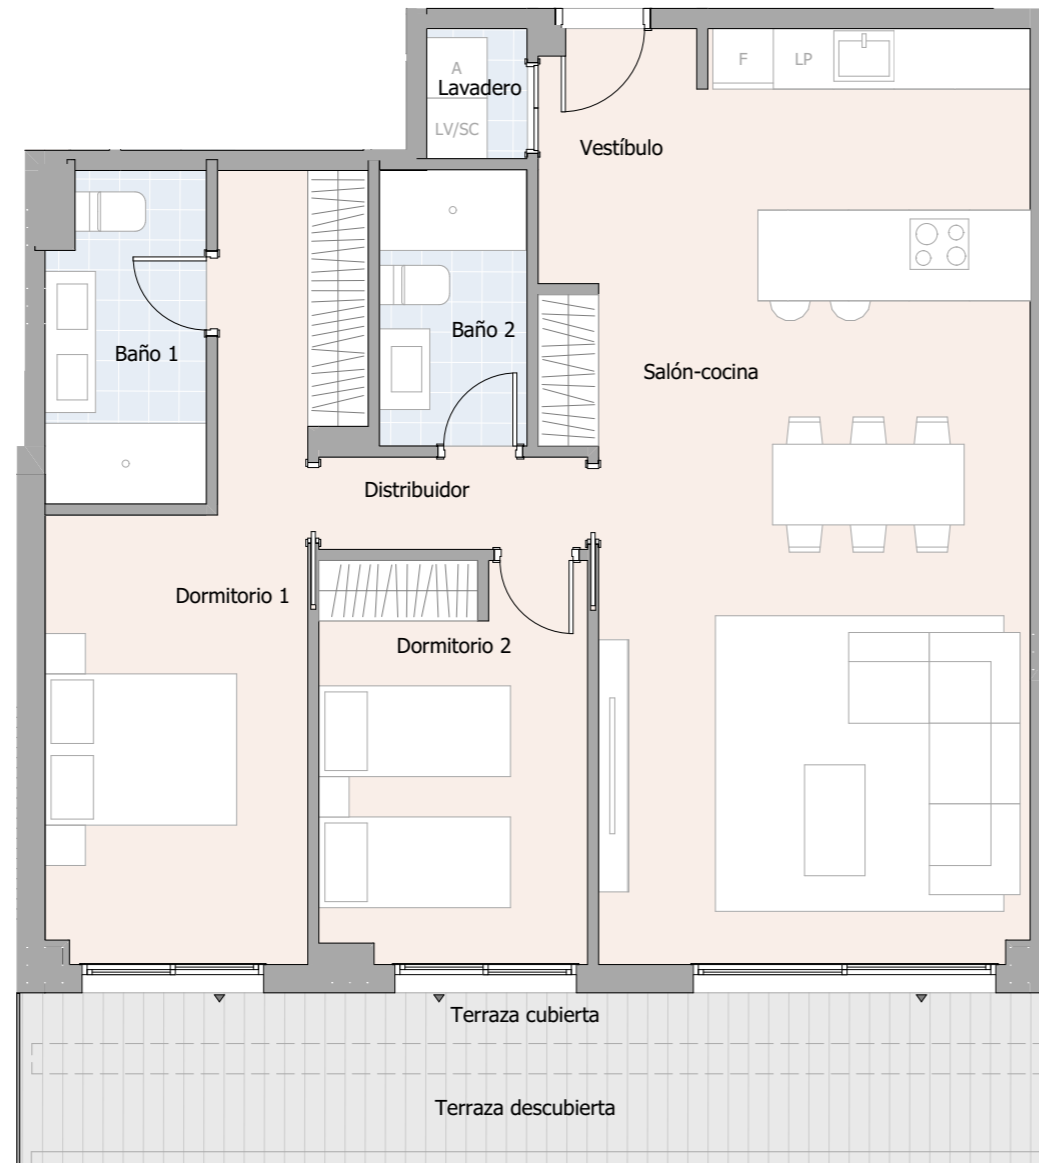 A
Lavadero
LV/SC
F
LP
Vestíbulo
Baño 1
Baño 2
Salón-cocina
Distribuidor
Dormitorio 1
Dormitorio 2
Terraza cubierta
Terraza descubierta